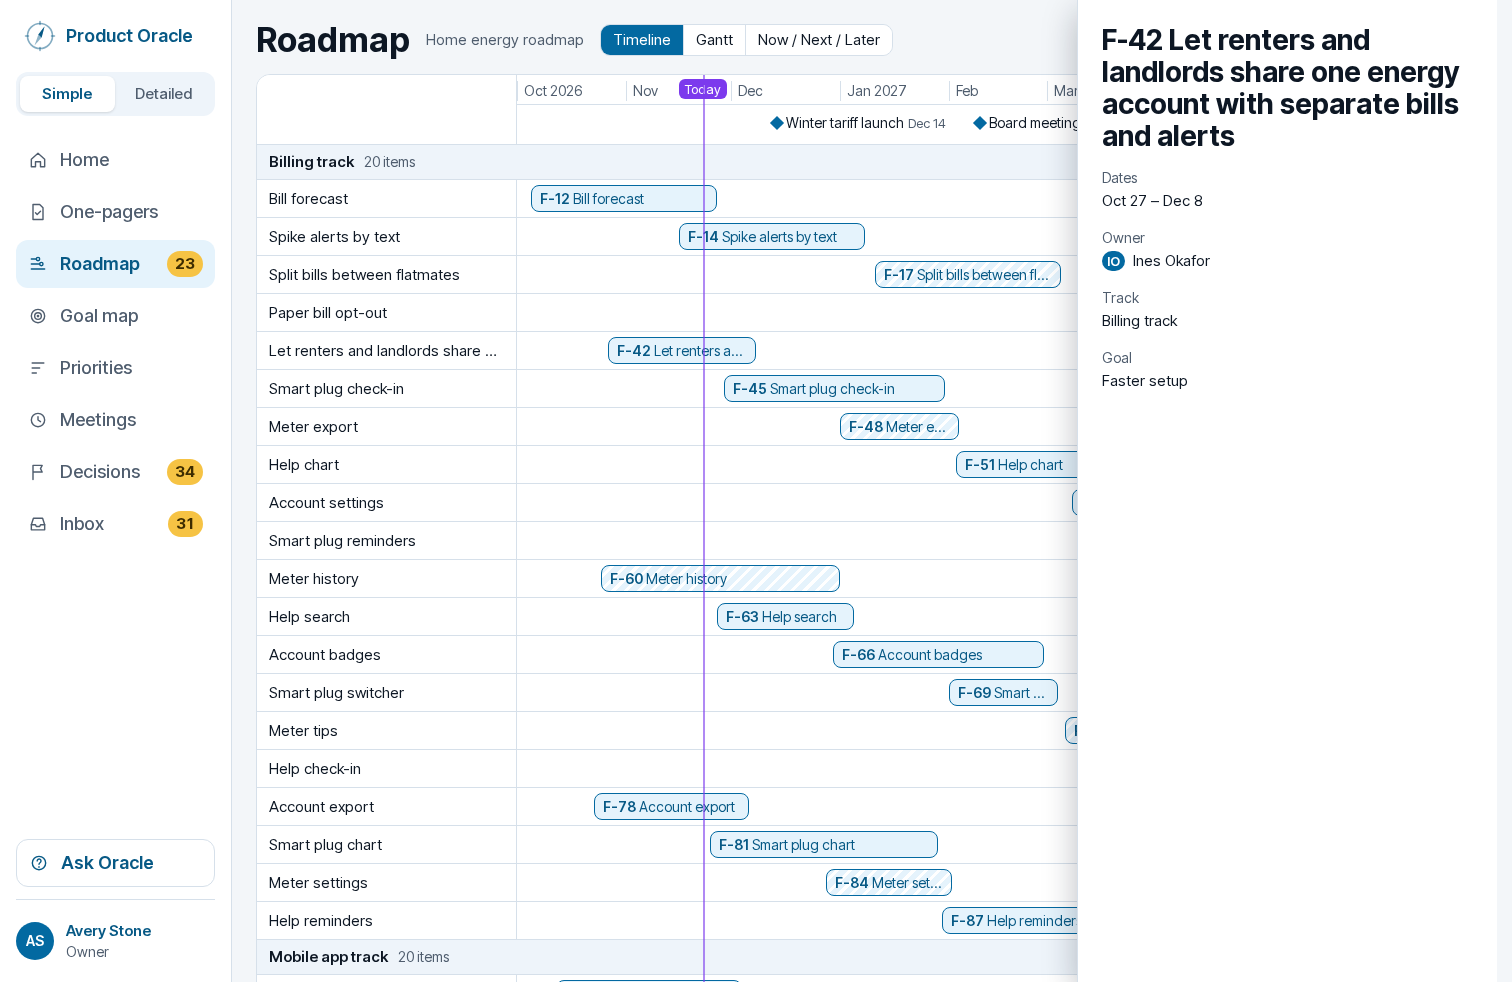 Product Oracle
Simple
Detailed
Home
One-pagers
Roadmap 23
Goal map
Priorities
Meetings
Decisions 34
Inbox 31
Ask Oracle
AS
Avery Stone
Owner
Roadmap
Home energy roadmap
Timeline
Gantt
Now / Next / Later
Oct 2026
Nov
Today
Dec
Jan 2027
Feb
Mar
Winter tariff launch Dec 14
Board meeting
Billing track 20 items
Bill forecast
F-12 Bill forecast
Spike alerts by text
F-14 Spike alerts by text
Split bills between flatmates
F-17 Split bills between fl...
Paper bill opt-out
Let renters and landlords share ...
F-42 Let renters a...
Smart plug check-in
F-45 Smart plug check-in
Meter export
F-48 Meter e...
Help chart
F-51 Help chart
Account settings
Smart plug reminders
Meter history
F-60 Meter history
Help search
F-63 Help search
Account badges
F-66 Account badges
Smart plug switcher
F-69 Smart ...
Meter tips
Help check-in
Account export
F-78 Account export
Smart plug chart
F-81 Smart plug chart
Meter settings
F-84 Meter set...
Help reminders
F-87 Help reminder
Mobile app track 20 items
F-42 Let renters and
landlords share one energy
account with separate bills
and alerts
Dates
Oct 27 – Dec 8
Owner
IO Ines Okafor
Track
Billing track
Goal
Faster setup